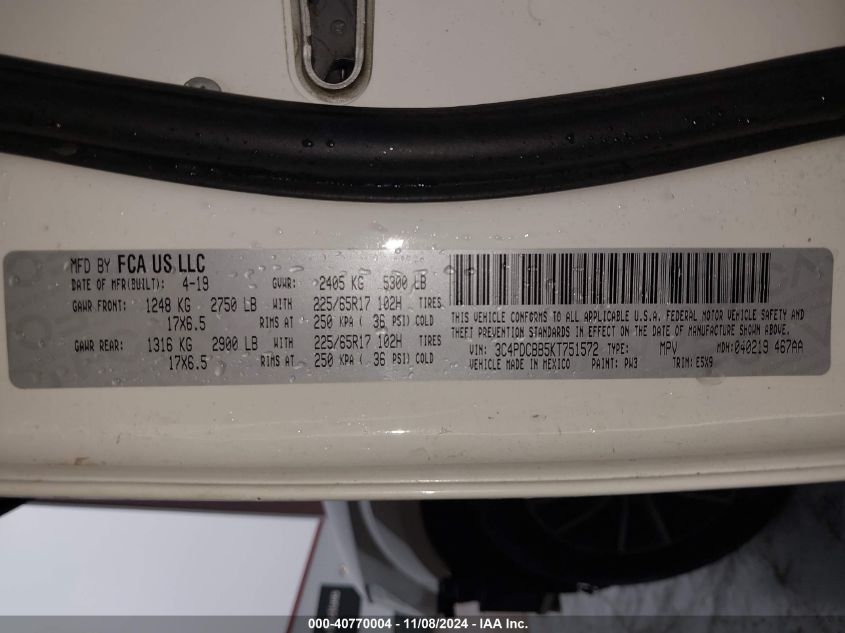 MFD BY FCA US LLC
DATE OF MFR(BUILT): 4-19 GVWR: 2405 KG 5300 LB
GAWR FRONT: 1248 KG 2750 LB WITH 225/65R17 102H TIRES
17X6.5 RIMS AT 250 KPA ( 36 PSI) COLD
GAWR REAR: 1316 KG 2900 LB WITH 225/65R17 102H TIRES
17X6.5 RIMS AT 250 KPA ( 36 PSI) COLD
THIS VEHICLE CONFORMS TO ALL APPLICABLE U.S.A. FEDERAL MOTOR VEHICLE SAFETY AND
THEFT PREVENTION STANDARDS IN EFFECT ON THE DATE OF MANUFACTURE SHOWN ABOVE.
VIN: 3C4PDCBB5KT751572 TYPE: MPV MDH: 040219 467AA
VEHICLE MADE IN MEXICO PAINT: PW3 TRIM: E5X9
000-40770004 - 11/08/2024 - IAA Inc.